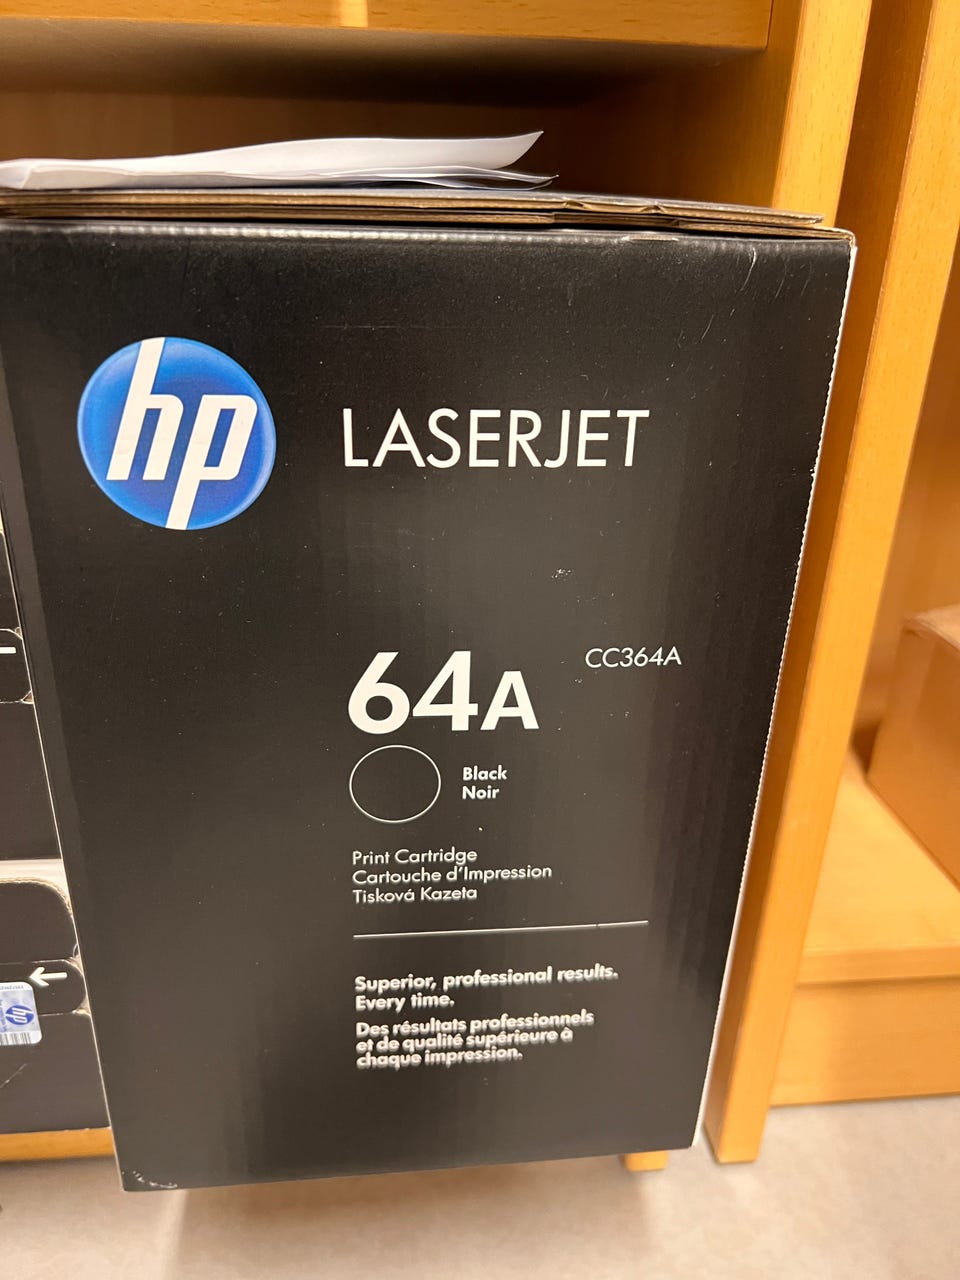 hp
LASERJET
64A
CC364A
Black
Noir
Print Cartridge
Cartouche d'Impression
Tisková Kazeta
Superior, professional results.
Every time.
Des résultats professionnels
et de qualité supérieure à
chaque impression.
hp